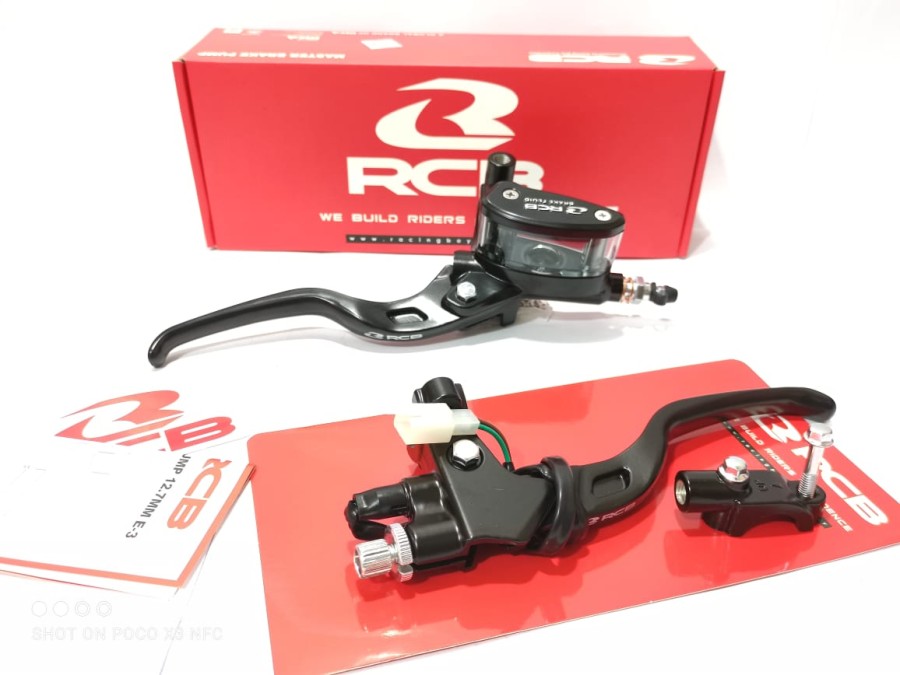 MASTER BRAKE PUMP
RCB
RCB
WE BUILD RIDERS
www.racingboy
RCB
BRAKE FLUID
RCB
RCB
UMP 12.7MM E-3
RCB
RCB
BUILD RIDERS
DENCE
SHOT ON POCO X3 NFC